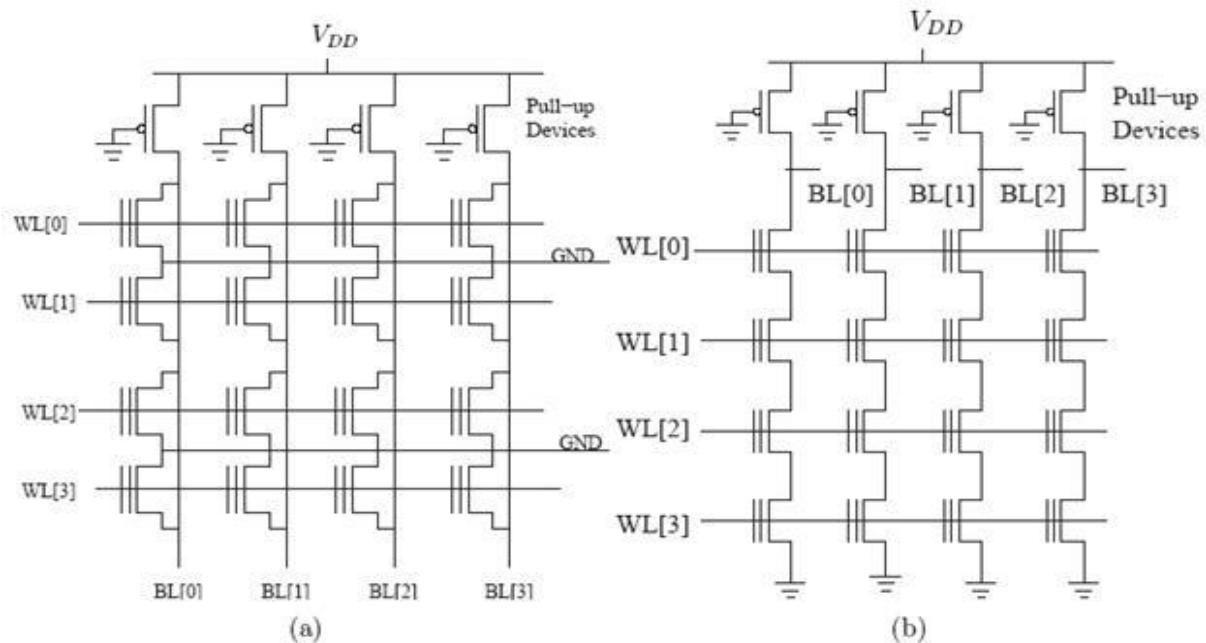 V_DD
Pull-up
Devices
WL[0]
GND
WL[1]
WL[2]
GND
WL[3]
BL[0] BL[1] BL[2] BL[3]
(a)
V_DD
Pull-up
Devices
BL[0] BL[1] BL[2] BL[3]
WL[0]
WL[1]
WL[2]
WL[3]
(b)